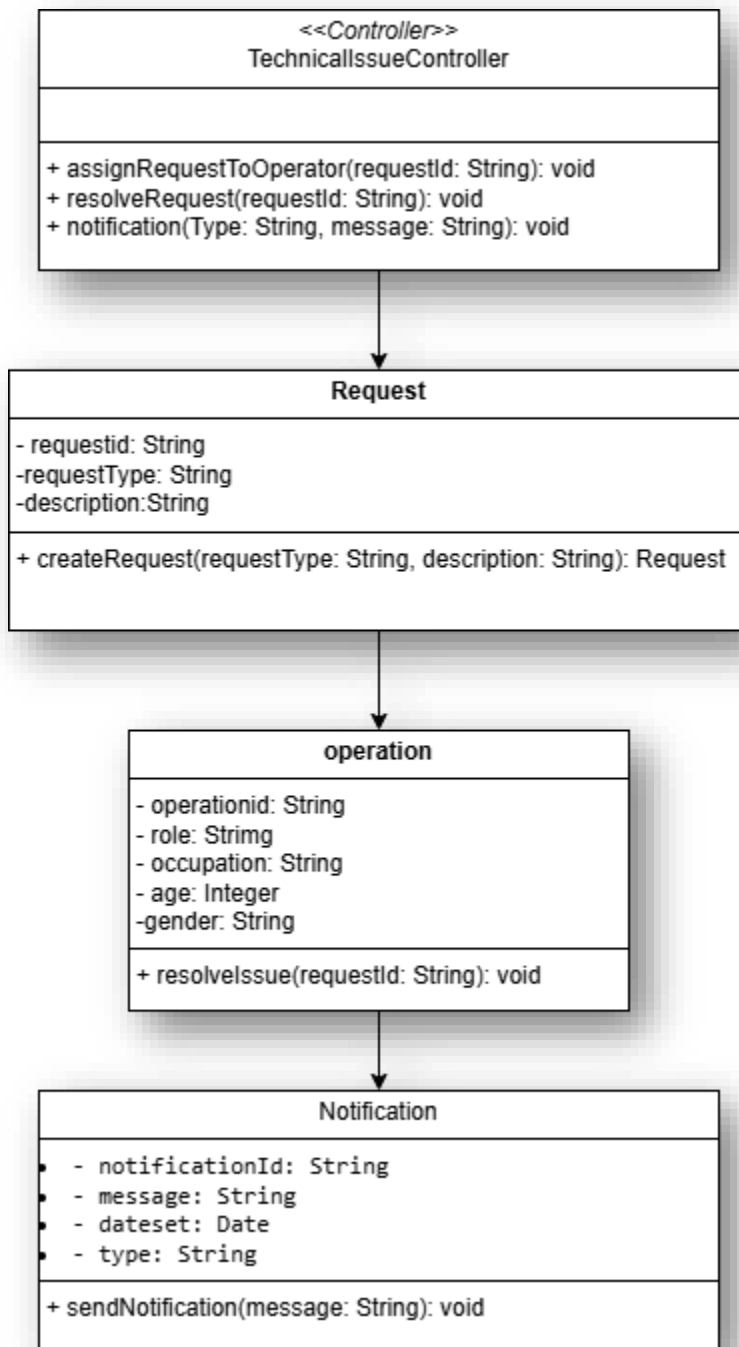 <<Controller>>
TechnicalIssueController
+ assignRequestToOperator(requestId: String): void
+ resolveRequest(requestId: String): void
+ notification(Type: String, message: String): void
Request
- requestid: String
-requestType: String
-description:String
+ createRequest(requestType: String, description: String): Request
operation
- operationid: String
- role: Strimg
- occupation: String
- age: Integer
-gender: String
+ resolveIssue(requestId: String): void
Notification
• - notificationId: String
• - message: String
• - dateset: Date
• - type: String
+ sendNotification(message: String): void